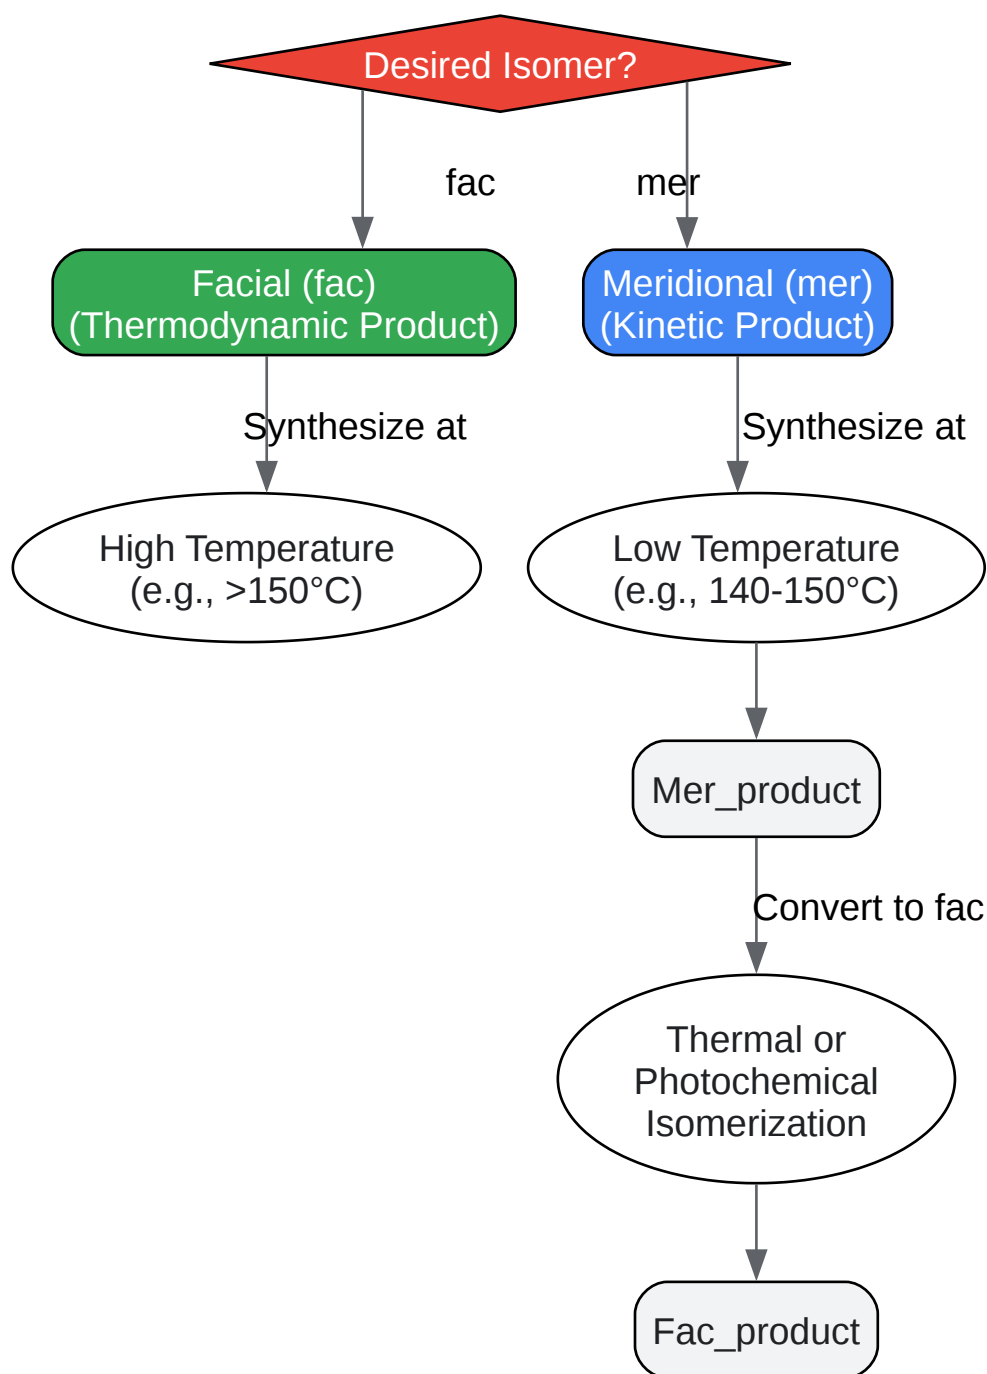 Desired Isomer?
fac
mer
Facial (fac)
(Thermodynamic Product)
Meridional (mer)
(Kinetic Product)
Synthesize at
Synthesize at
High Temperature
(e.g., >150°C)
Low Temperature
(e.g., 140-150°C)
Mer_product
Convert to fac
Thermal or
Photochemical
Isomerization
Fac_product